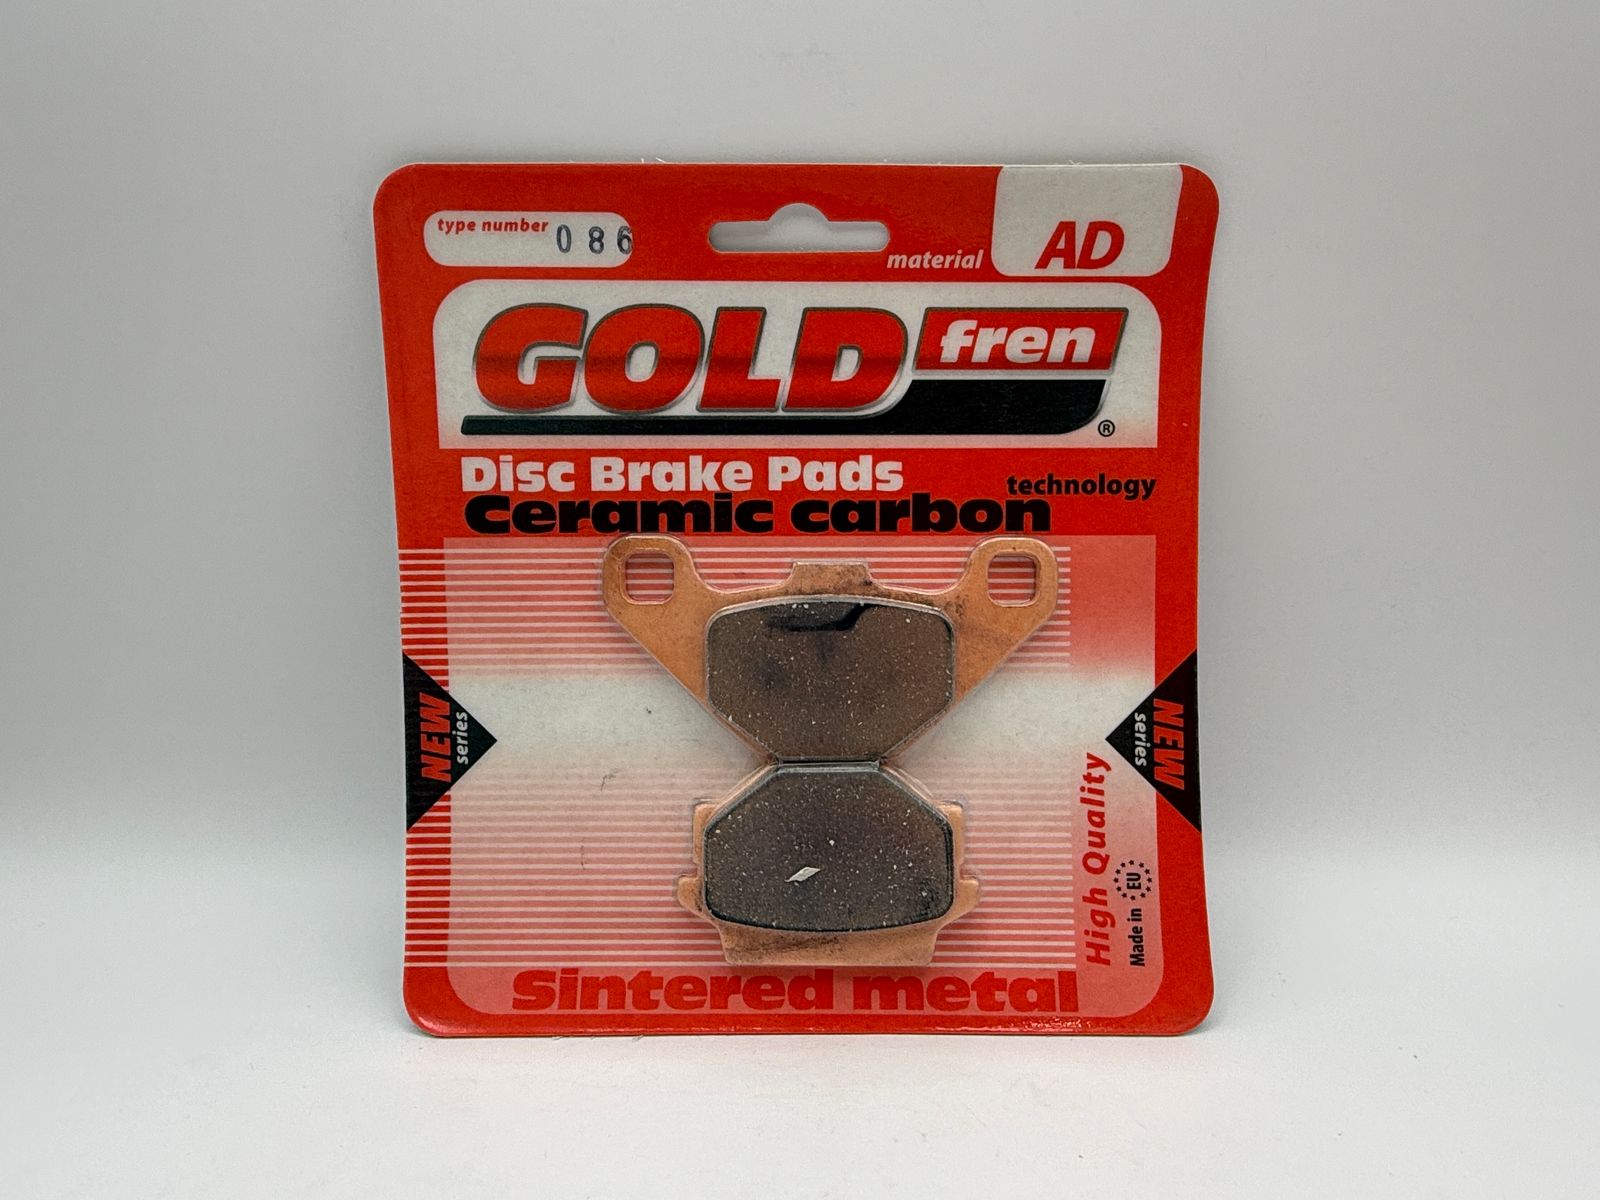 type number 086
material AD
GOLD fren ®
Disc Brake Pads
Ceramic carbon technology
NEW series
NEW series
High Quality
Made in EU
Sintered metal